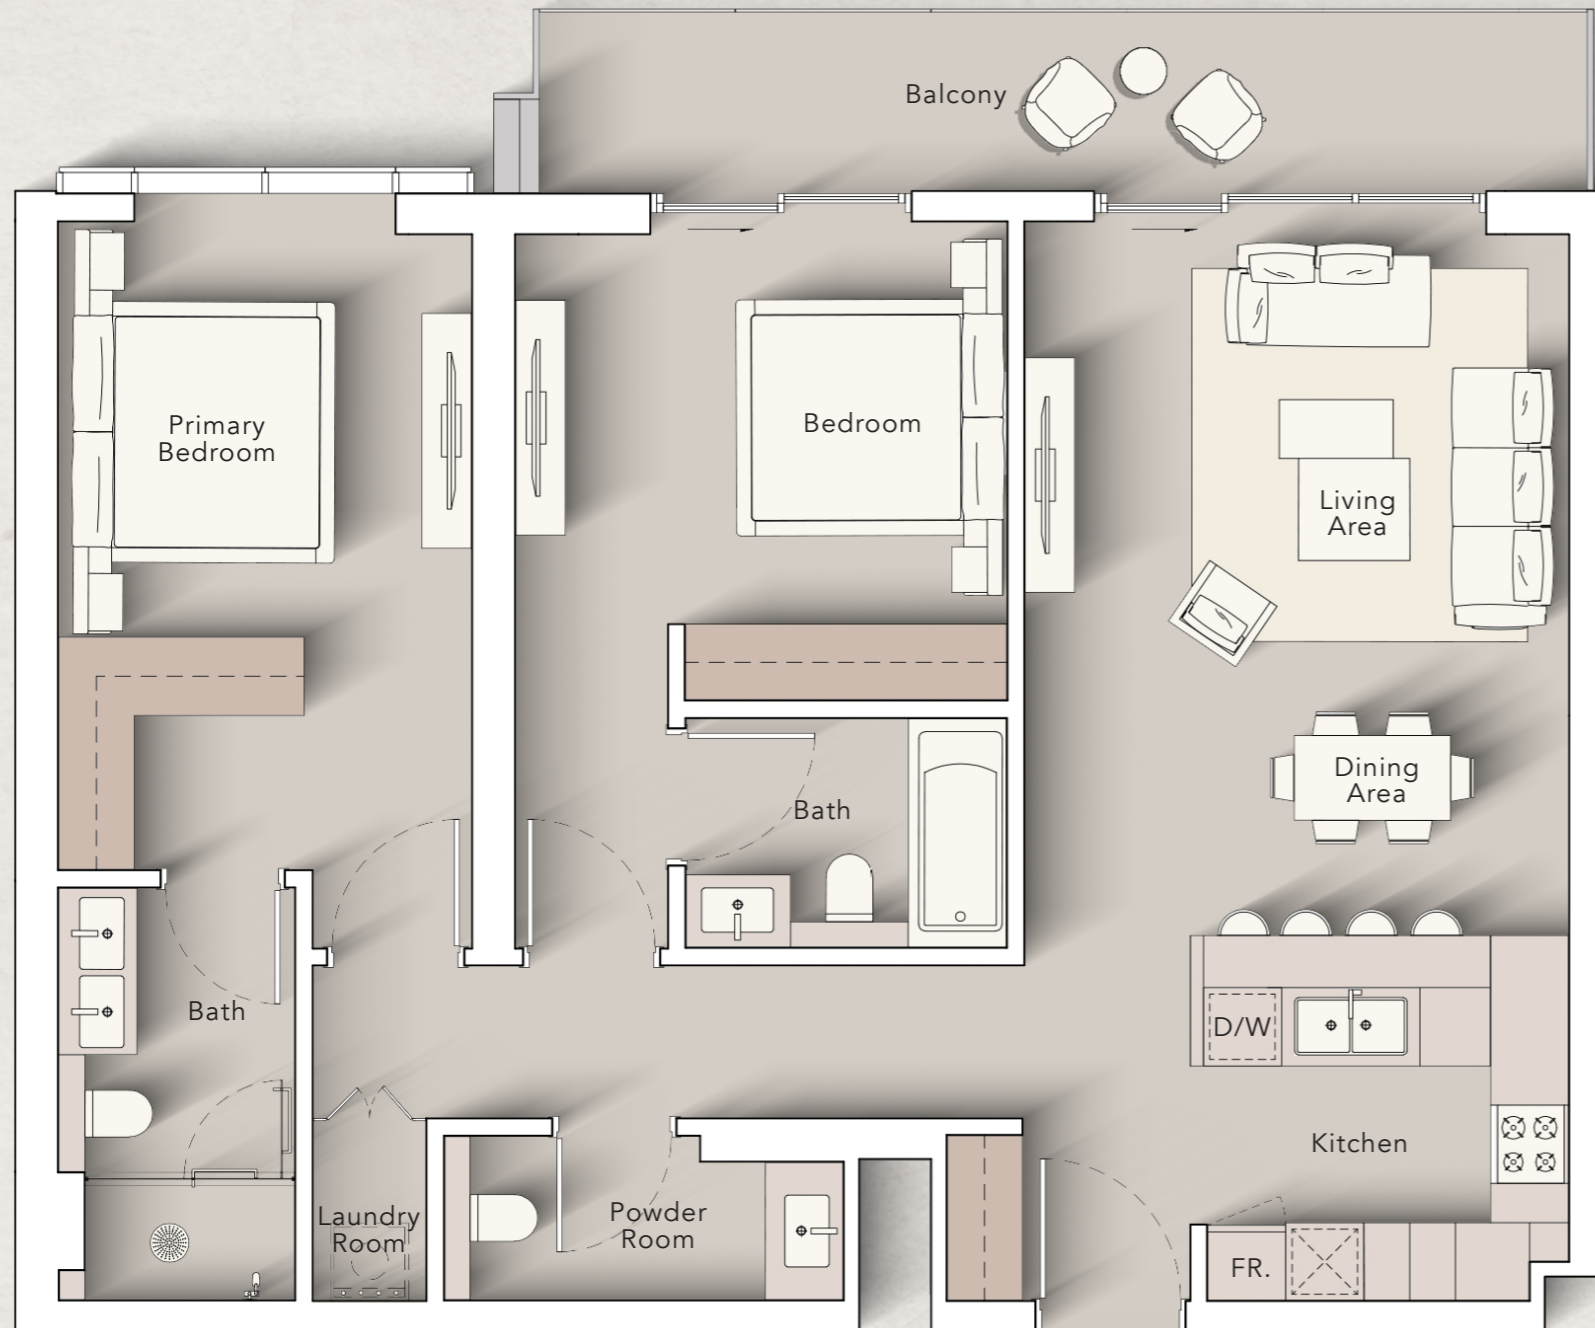 Balcony
Primary
Bedroom
Bedroom
Living
Area
Dining
Area
Bath
Bath
D/W
Kitchen
Laundry
Room
Powder
Room
FR.